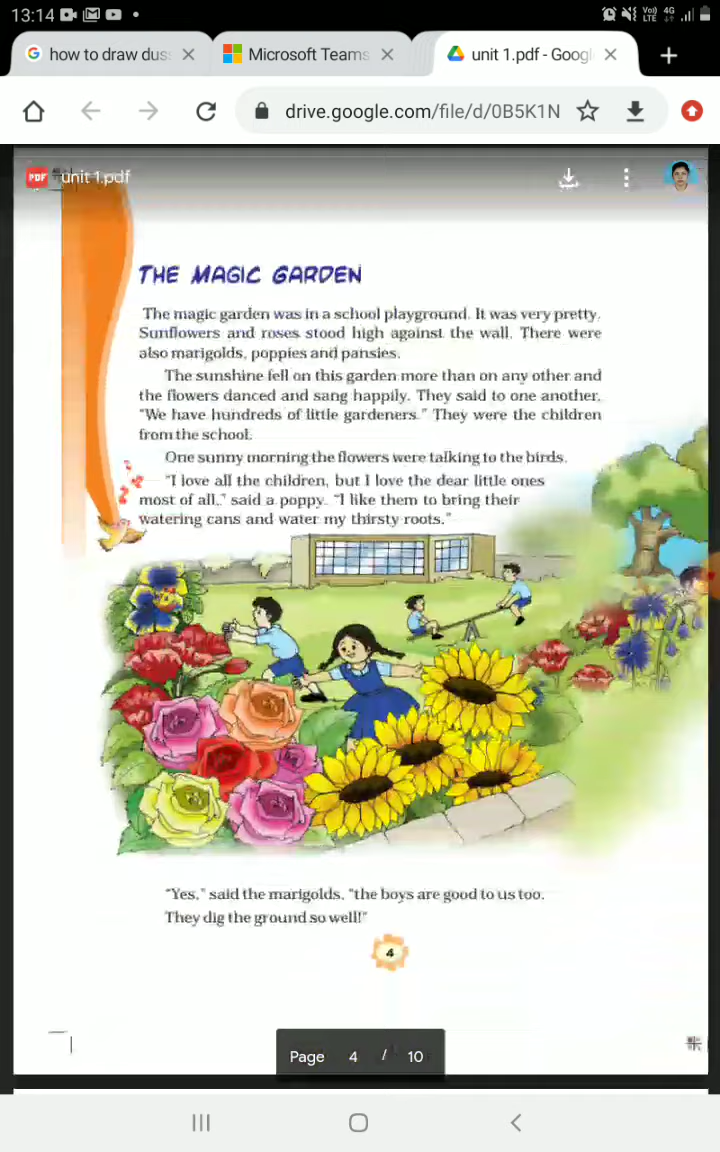 13:14
Vo) 4G
LTE
how to draw dus
Microsoft Teams
unit 1.pdf - Googl
drive.google.com/file/d/0B5K1N
PDF unit 1.pdf
THE MAGIC GARDEN
The magic garden was in a school playground. It was very pretty.
Sunflowers and roses stood high against the wall. There were
also marigolds, poppies and pansies.
The sunshine fell on this garden more than on any other and
the flowers danced and sang happily. They said to one another,
"We have hundreds of little gardeners." They were the children
from the school.
One sunny morning the flowers were talking to the birds.
"I love all the children, but I love the dear little ones
most of all," said a poppy. "I like them to bring their
watering cans and water my thirsty roots."
"Yes," said the marigolds, "the boys are good to us too.
They dig the ground so well!"
4
Page 4 / 10